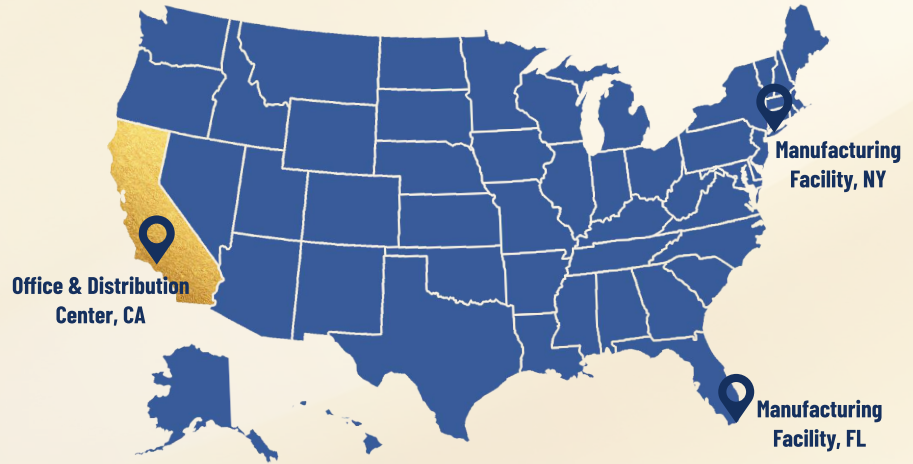 Manufacturing
Facility, NY
Office & Distribution
Center, CA
Manufacturing
Facility, FL